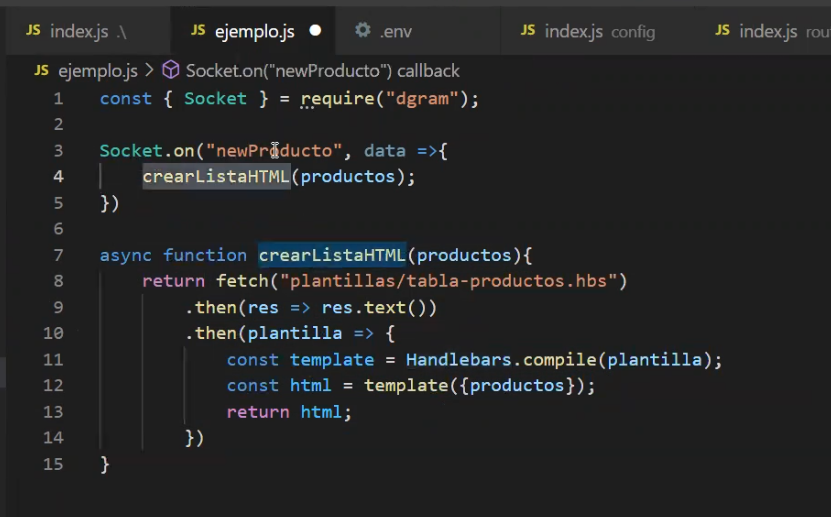 JS index.js .\ JS ejemplo.js .env JS index.js config JS index.js rou
JS ejemplo.js > Socket.on("newProducto") callback
1 const { Socket } = require("dgram");
2
3 Socket.on("newProducto", data =>{
4 crearListaHTML(productos);
5 })
6
7 async function crearListaHTML(productos){
8 return fetch("plantillas/tabla-productos.hbs")
9 .then(res => res.text())
10 .then(plantilla => {
11 const template = Handlebars.compile(plantilla);
12 const html = template({productos});
13 return html;
14 })
15 }